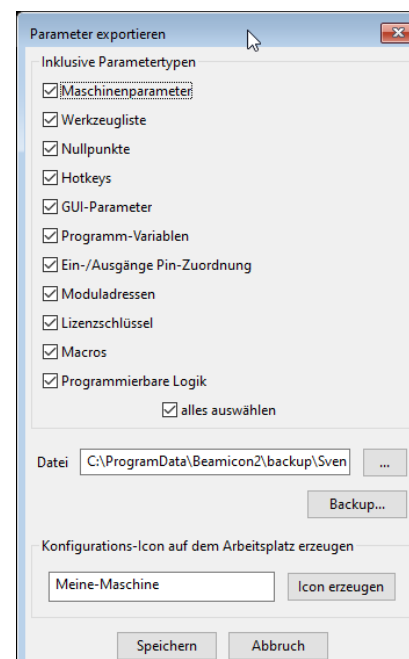 Parameter exportieren
Inklusive Parametertypen
Maschinenparameter
Werkzeugliste
Nullpunkte
Hotkeys
GUI-Parameter
Programm-Variablen
Ein-/Ausgänge Pin-Zuordnung
Moduladressen
Lizenzschlüssel
Macros
Programmierbare Logik
alles auswählen
Datei C:\ProgramData\Beamicon2\backup\Sven ...
Backup...
Konfigurations-Icon auf dem Arbeitsplatz erzeugen
Meine-Maschine Icon erzeugen
Speichern Abbruch